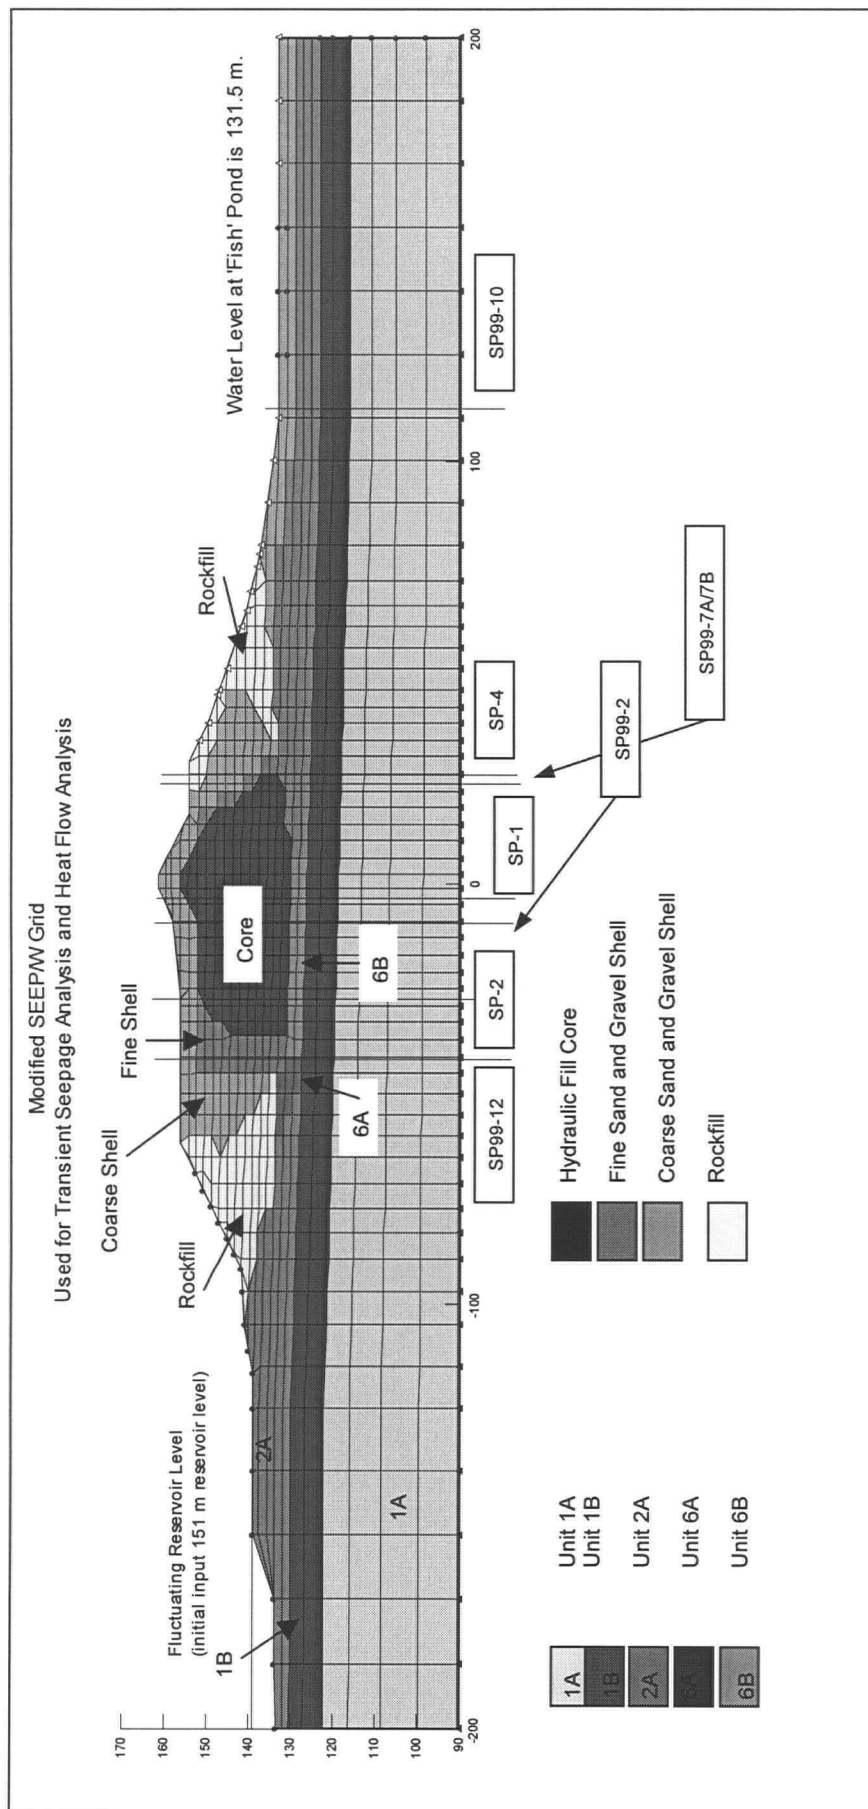 Modified SEEP/W Grid
Used for Transient Seepage Analysis and Heat Flow Analysis
Fluctuating Reservoir Level
(initial input 151 m reservoir level)
Water Level at 'Fish' Pond is 131.5 m.
Coarse Shell
Fine Shell
Rockfill
Rockfill
1B
2A
1A
Core
6A
6B
170
160
150
140
130
120
110
100
90
-200
-100
0
100
200
SP99-12
SP-2
SP-1
SP-4
SP99-10
SP99-2
SP99-7A/7B
1A
Unit 1A
1B
Unit 1B
2A
Unit 2A
6A
Unit 6A
6B
Unit 6B
Hydraulic Fill Core
Fine Sand and Gravel Shell
Coarse Sand and Gravel Shell
Rockfill